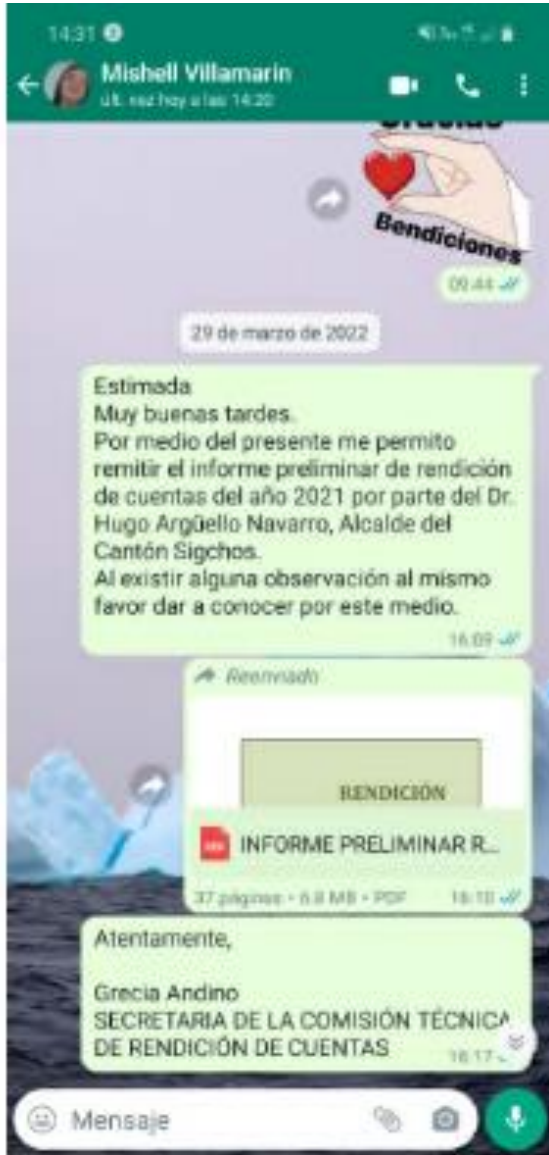 14:31
Mishell Villamarin
últ. vez hoy a las 14:20
Gracias
Bendiciones
09:44
29 de marzo de 2022
Estimada
Muy buenas tardes.
Por medio del presente me permito
remitir el informe preliminar de rendición
de cuentas del año 2021 por parte del Dr.
Hugo Argüello Navarro, Alcalde del
Cantón Sigchos.
Al existir alguna observación al mismo
favor dar a conocer por este medio.
16:09
Reenviado
RENDICIÓN
INFORME PRELIMINAR R...
37 páginas • 6.8 MB • PDF 16:10
Atentamente,
Grecia Andino
SECRETARIA DE LA COMISIÓN TÉCNICA
DE RENDICIÓN DE CUENTAS 16:17
Mensaje